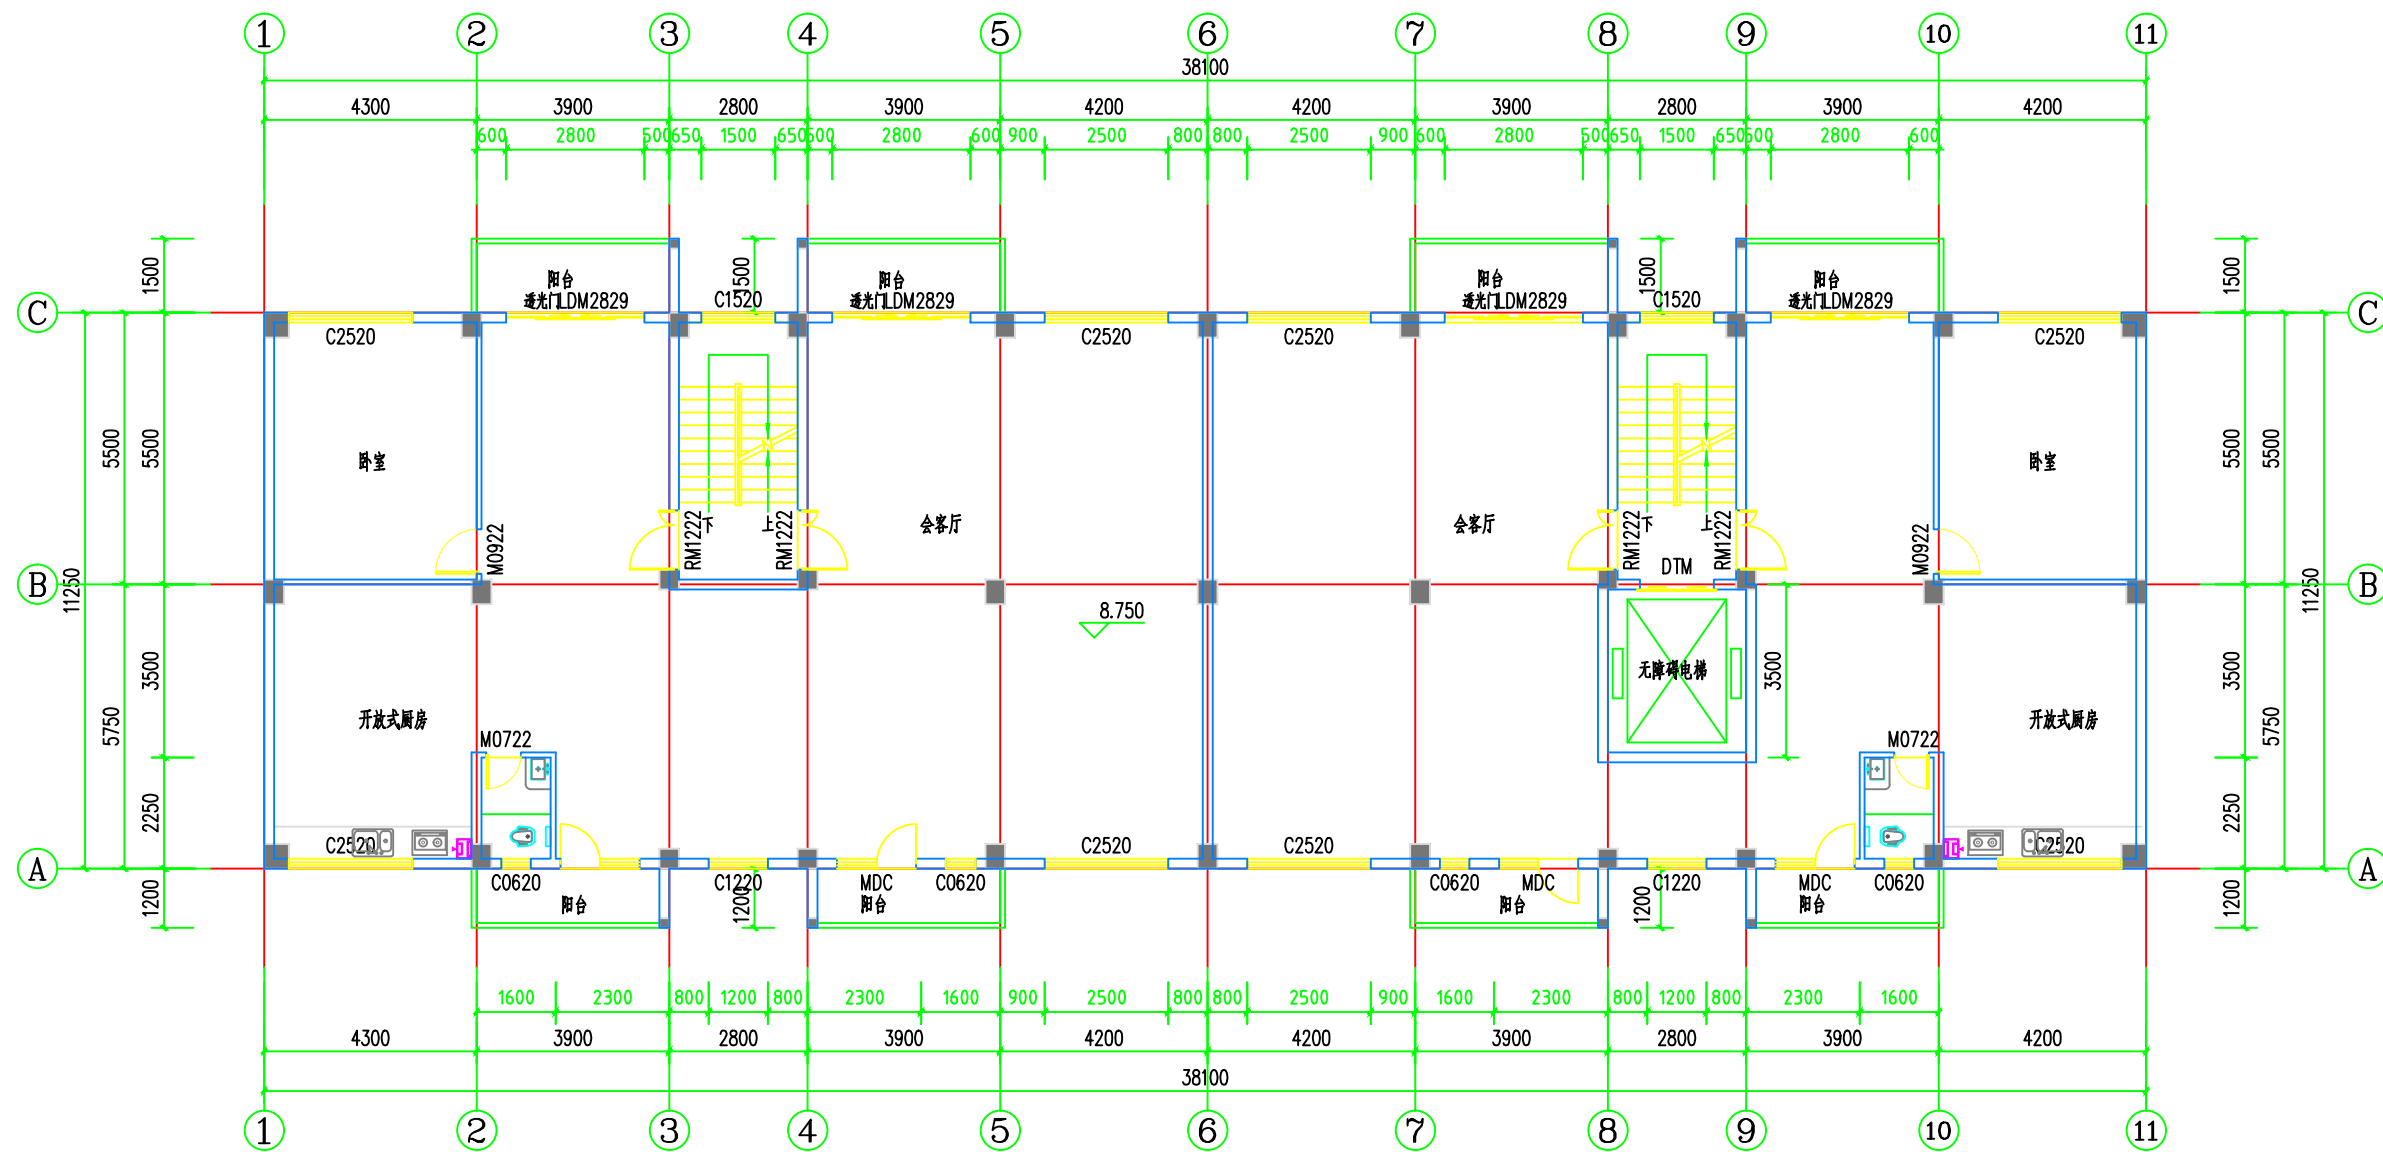 1 2 3 4 5 6 7 8 9 10 11
38100
4300 3900 2800 3900 4200 4200 3900 2800 3900 4200
600 2800 500 650 1500 650 500 2800 600 900 2500 800 800 2500 900 600 2800 500 650 1500 650 500 2800 600
1500 1500 1500 1500
阳台 阳台 阳台 阳台
透光门LDM2829 C1520 透光门LDM2829 透光门LDM2829 C1520 透光门LDM2829
C C
C2520 C2520 C2520 C2520
5500 5500 5500 5500
卧室 卧室
会客厅 会客厅
下 上 下 上
M0922 RM1222 RM1222 RM1222 RM1222 M0922
DTM
B B
11250 11250
8.750
3500 3500 3500
无障碍电梯
开放式厨房 开放式厨房
5750 5750
M0722 M0722
2250 2250
C2520 C2520 C2520 C2520
A A
C0620 C1220 MDC C0620 C0620 MDC C1220 MDC C0620
1200 1200 1200 1200
阳台 阳台 阳台 阳台
1600 2300 800 1200 800 2300 1600 900 2500 800 800 2500 900 1600 2300 800 1200 800 2300 1600
4300 3900 2800 3900 4200 4200 3900 2800 3900 4200
38100
1 2 3 4 5 6 7 8 9 10 11